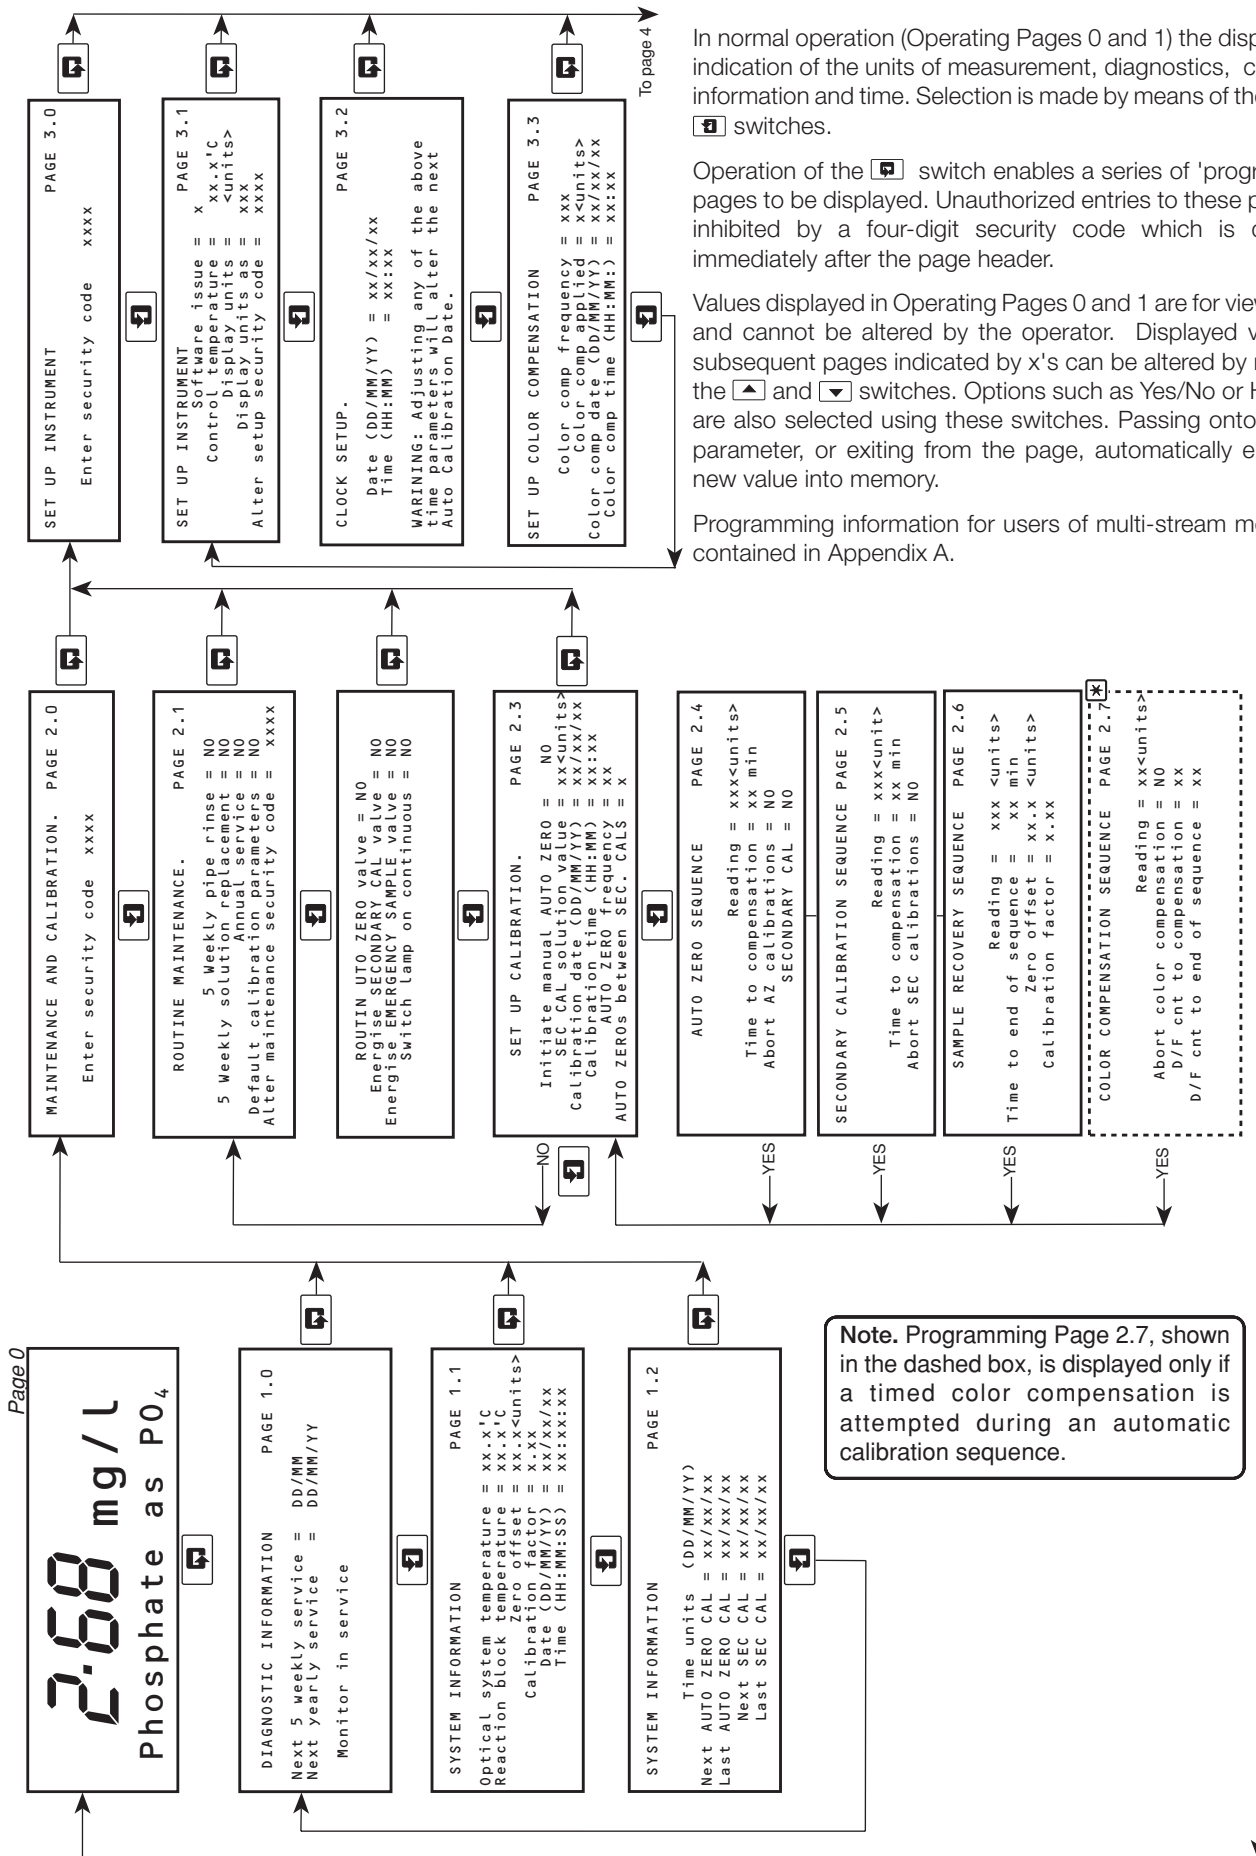 Page 0
2.68 mg/l
Phosphate as PO4
DIAGNOSTIC INFORMATION PAGE 1.0
Next 5 weekly service = DD/MM
Next yearly service = DD/MM/YY
Monitor in service
SYSTEM INFORMATION PAGE 1.1
Optical system temperature = xx.x'C
Reaction block temperature = xx.x'C
Zero offset = xx.x<units>
Calibration factor = x.xx
Date (DD/MM/YY) = xx/xx/xx
Time (HH:MM:SS) = xx:xx:xx
SYSTEM INFORMATION PAGE 1.2
Time units (DD/MM/YY)
Next AUTO ZERO CAL = xx/xx/xx
Last AUTO ZERO CAL = xx/xx/xx
Next SEC CAL = xx/xx/xx
Last SEC CAL = xx/xx/xx
MAINTENANCE AND CALIBRATION. PAGE 2.0
Enter security code xxxx
ROUTINE MAINTENANCE. PAGE 2.1
5 Weekly pipe rinse = NO
5 Weekly solution replacement = NO
Annual service = NO
Default calibration parameters = NO
Alter maintenance security code = xxxx
ROUTIN UTO ZERO valve = NO
Energise SECONDARY CAL valve = NO
Energise EMERGENCY SAMPLE valve = NO
Switch lamp on continuous = NO
SET UP CALIBRATION. PAGE 2.3
Initiate manual AUTO ZERO = NO
SEC CAL solution value = xx<units>
Calibration date (DD/MM/YY) = xx/xx/xx
Calibration time (HH:MM) = xx:xx
AUTO ZERO frequency = xx
AUTO ZEROs between SEC. CALS = x
NO
AUTO ZERO SEQUENCE PAGE 2.4
Reading = xxx<units>
Time to compensation = xx min
Abort AZ calibrations = NO
SECONDARY CAL = NO
YES
SECONDARY CALIBRATION SEQUENCE PAGE 2.5
Reading = xxx<unit>
Time to compensation = xx min
Abort SEC calibrations = NO
YES
SAMPLE RECOVERY SEQUENCE PAGE 2.6
Reading = xxx <units>
Time to end of sequence = xx min
Zero offset = xx.x <units>
Calibration factor = x.xx
YES
*
COLOR COMPENSATION SEQUENCE PAGE 2.7
Reading = xx<units>
Abort color compensation = NO
D/F cnt to compensation = xx
D/F cnt to end of sequence = xx
YES
SET UP INSTRUMENT PAGE 3.0
Enter security code xxxx
SET UP INSTRUMENT PAGE 3.1
Software issue = x
Control temperature = xx.x'C
Display units = <units>
Display units as = xxx
Alter setup security code = xxxx
CLOCK SETUP. PAGE 3.2
Date (DD/MM/YY) = xx/xx/xx
Time (HH:MM) = xx:xx
WARINING: Adjusting any of the above
time parameters will alter the next
Auto Calibration Date.
SET UP COLOR COMPENSATION PAGE 3.3
Color comp frequency = xxx
Color comp applied = x<units>
Color comp date (DD/MM/YY) = xx/xx/xx
Color comp time (HH:MM:) = xx:xx
To page 4
In normal operation (Operating Pages 0 and 1) the disp
indication of the units of measurement, diagnostics, c
information and time. Selection is made by means of the
switches.
Operation of the switch enables a series of 'progr
pages to be displayed. Unauthorized entries to these p
inhibited by a four-digit security code which is d
immediately after the page header.
Values displayed in Operating Pages 0 and 1 are for view
and cannot be altered by the operator. Displayed v
subsequent pages indicated by x's can be altered by m
the and switches. Options such as Yes/No or H
are also selected using these switches. Passing onto
parameter, or exiting from the page, automatically e
new value into memory.
Programming information for users of multi-stream mo
contained in Appendix A.
Note. Programming Page 2.7, shown
in the dashed box, is displayed only if
a timed color compensation is
attempted during an automatic
calibration sequence.